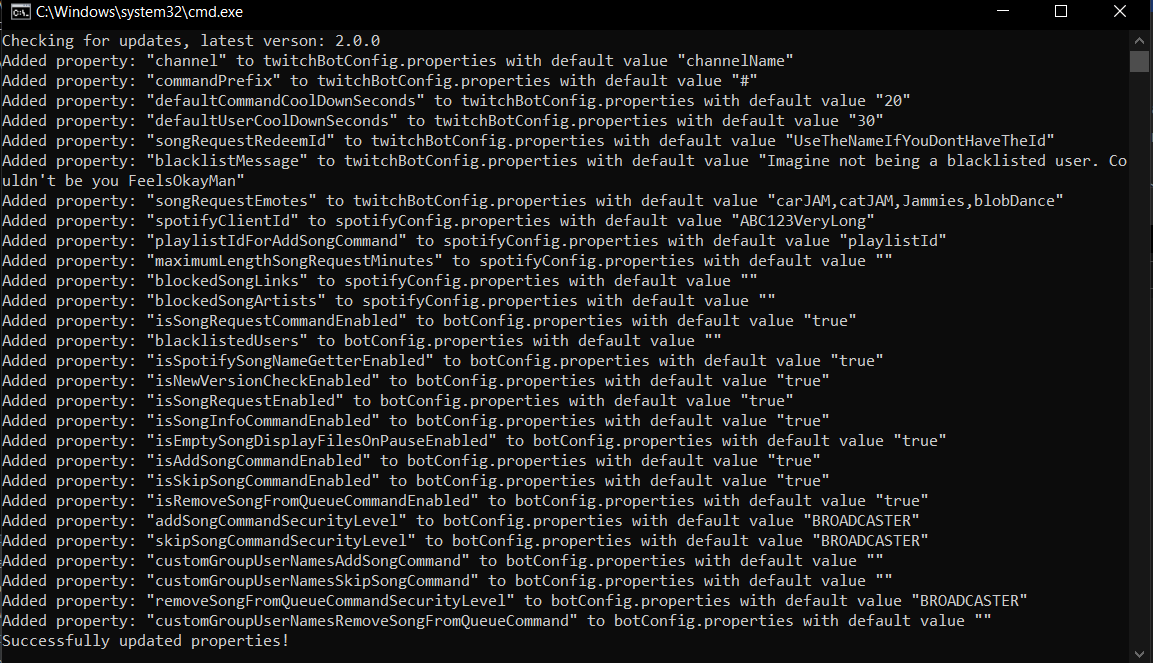 C:\Windows\system32\cmd.exe
Checking for updates, latest verson: 2.0.0
Added property: "channel" to twitchBotConfig.properties with default value "channelName"
Added property: "commandPrefix" to twitchBotConfig.properties with default value "#"
Added property: "defaultCommandCoolDownSeconds" to twitchBotConfig.properties with default value "20"
Added property: "defaultUserCoolDownSeconds" to twitchBotConfig.properties with default value "30"
Added property: "songRequestRedeemId" to twitchBotConfig.properties with default value "UseTheNameIfYouDontHaveTheId"
Added property: "blacklistMessage" to twitchBotConfig.properties with default value "Imagine not being a blacklisted user. Co
uldn't be you FeelsOkayMan"
Added property: "songRequestEmotes" to twitchBotConfig.properties with default value "carJAM,catJAM,Jammies,blobDance"
Added property: "spotifyClientId" to spotifyConfig.properties with default value "ABC123VeryLong"
Added property: "playlistIdForAddSongCommand" to spotifyConfig.properties with default value "playlistId"
Added property: "maximumLengthSongRequestMinutes" to spotifyConfig.properties with default value ""
Added property: "blockedSongLinks" to spotifyConfig.properties with default value ""
Added property: "blockedSongArtists" to spotifyConfig.properties with default value ""
Added property: "isSongRequestCommandEnabled" to botConfig.properties with default value "true"
Added property: "blacklistedUsers" to botConfig.properties with default value ""
Added property: "isSpotifySongNameGetterEnabled" to botConfig.properties with default value "true"
Added property: "isNewVersionCheckEnabled" to botConfig.properties with default value "true"
Added property: "isSongRequestEnabled" to botConfig.properties with default value "true"
Added property: "isSongInfoCommandEnabled" to botConfig.properties with default value "true"
Added property: "isEmptySongDisplayFilesOnPauseEnabled" to botConfig.properties with default value "true"
Added property: "isAddSongCommandEnabled" to botConfig.properties with default value "true"
Added property: "isSkipSongCommandEnabled" to botConfig.properties with default value "true"
Added property: "isRemoveSongFromQueueCommandEnabled" to botConfig.properties with default value "true"
Added property: "addSongCommandSecurityLevel" to botConfig.properties with default value "BROADCASTER"
Added property: "skipSongCommandSecurityLevel" to botConfig.properties with default value "BROADCASTER"
Added property: "customGroupUserNamesAddSongCommand" to botConfig.properties with default value ""
Added property: "customGroupUserNamesSkipSongCommand" to botConfig.properties with default value ""
Added property: "removeSongFromQueueCommandSecurityLevel" to botConfig.properties with default value "BROADCASTER"
Added property: "customGroupUserNamesRemoveSongFromQueueCommand" to botConfig.properties with default value ""
Successfully updated properties!